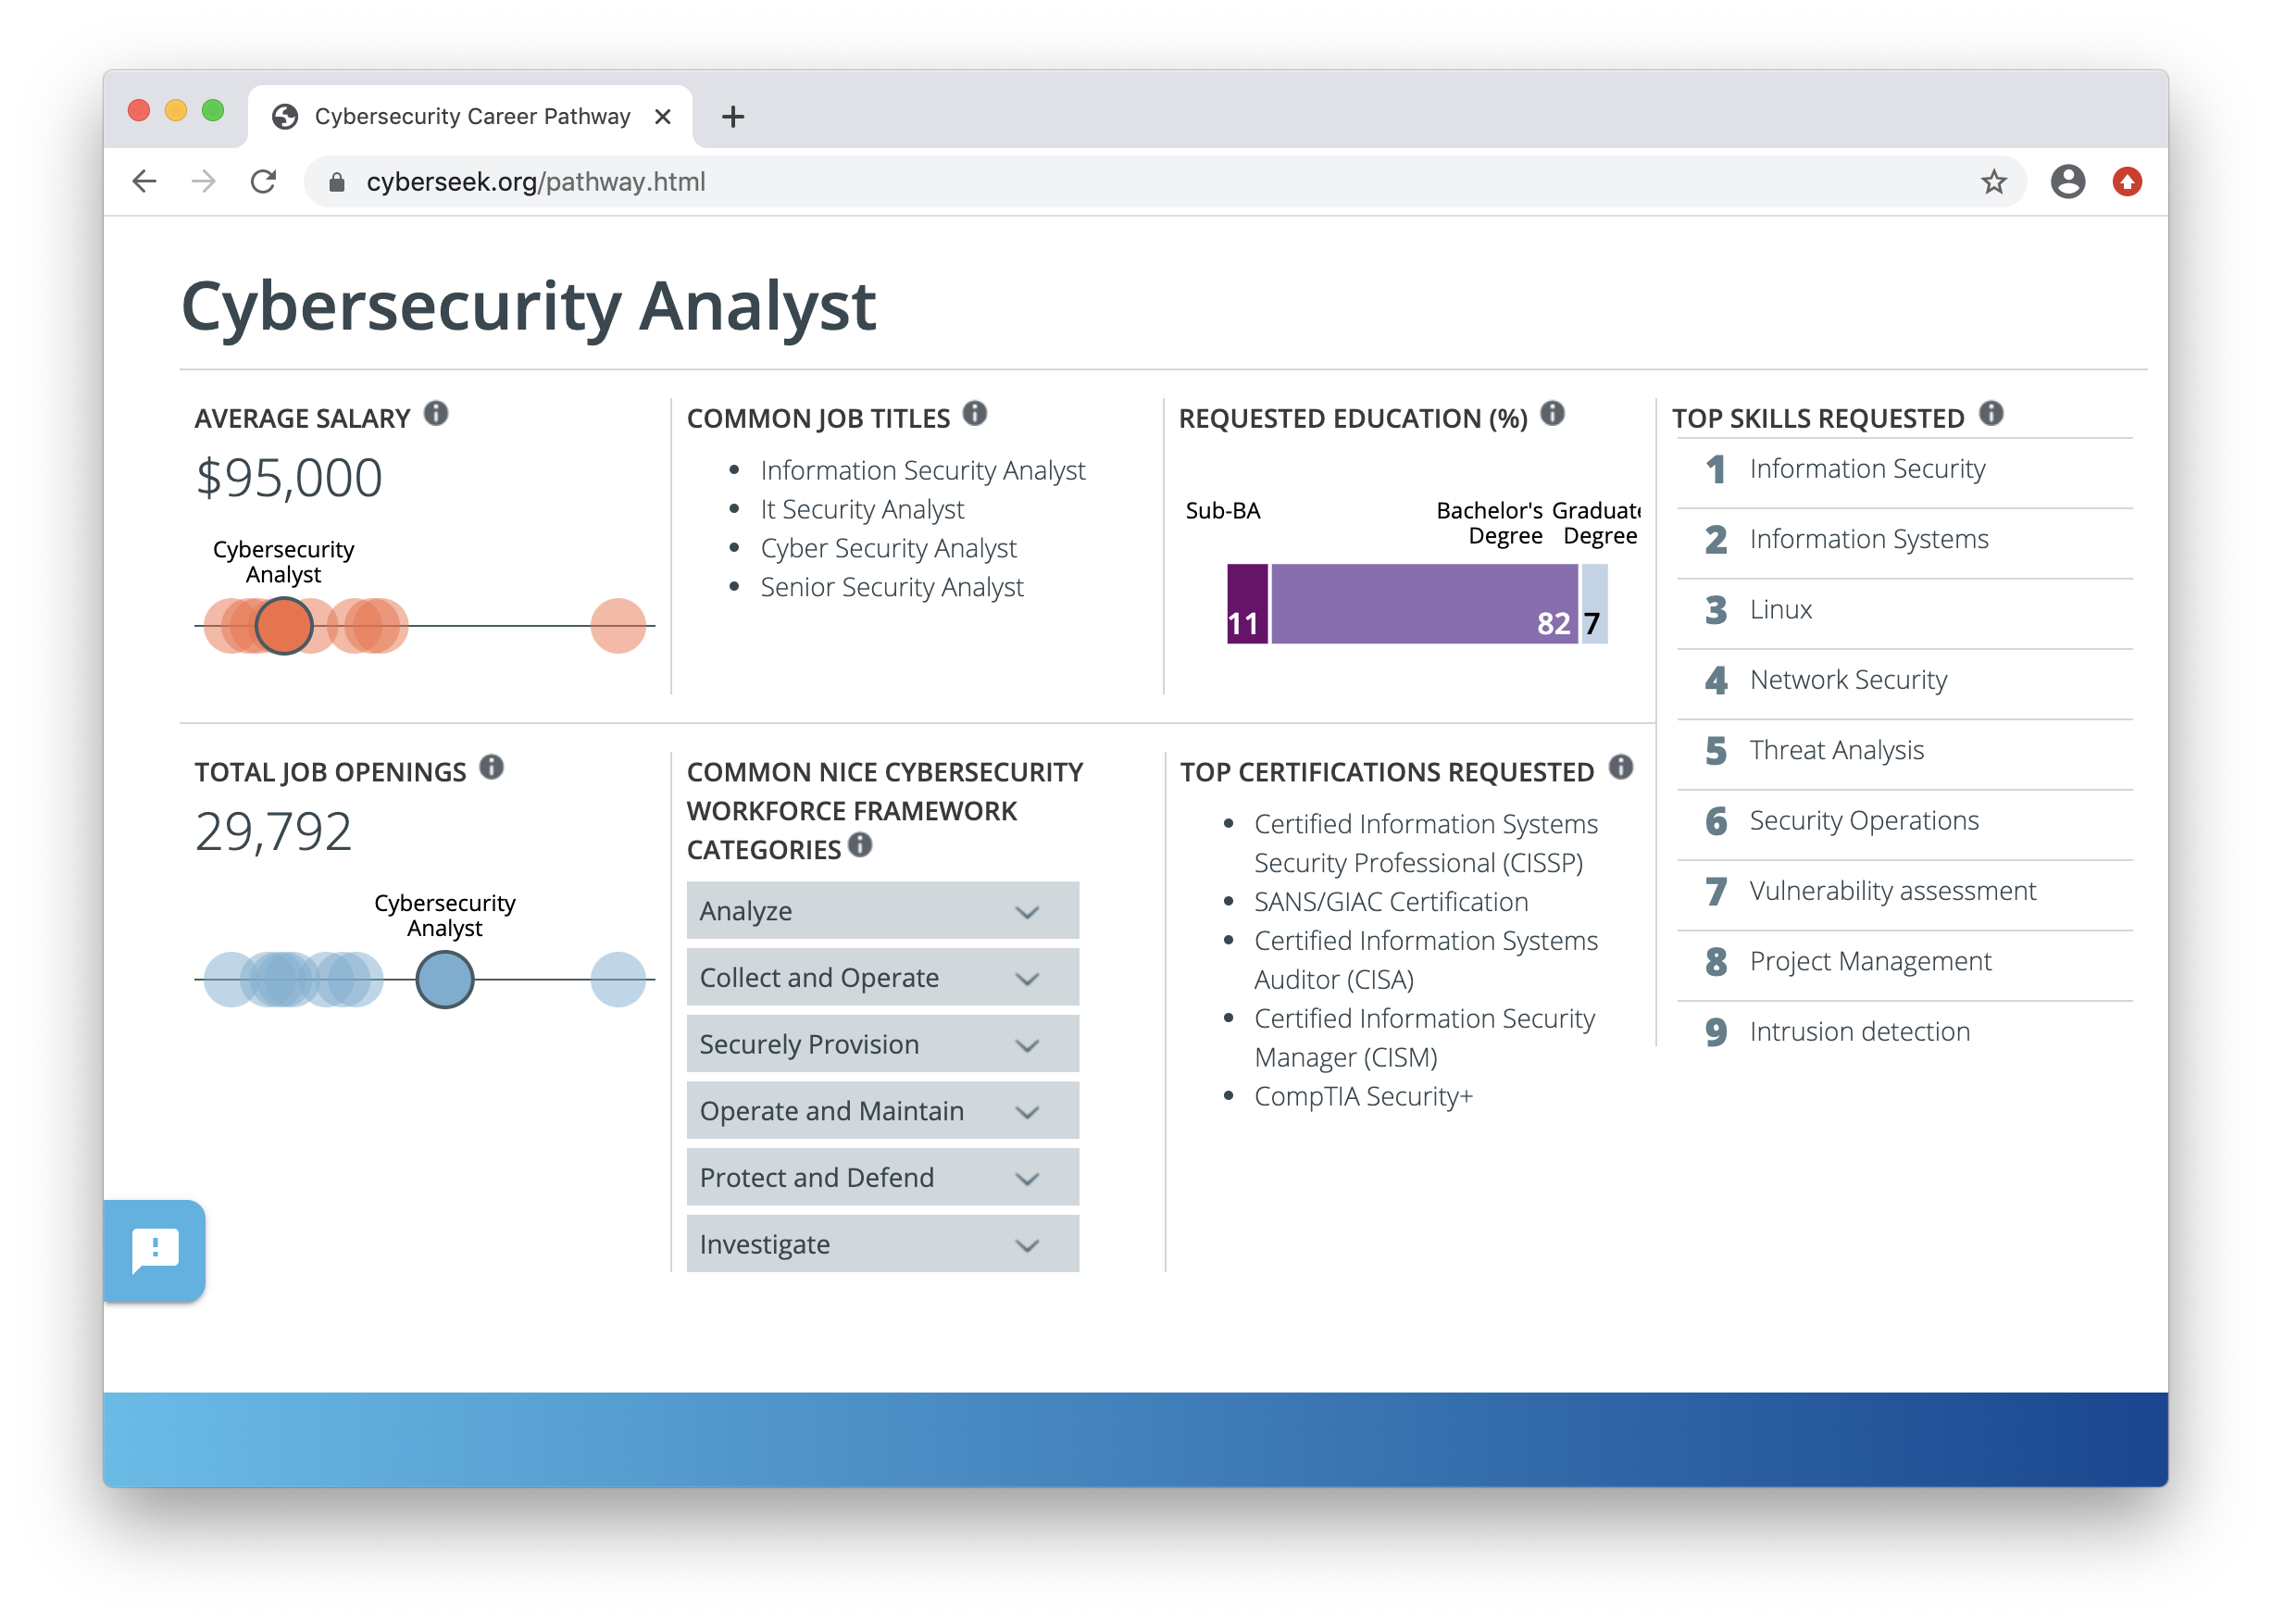 Cybersecurity Career Pathway
cyberseek.org/pathway.html
Cybersecurity Analyst
AVERAGE SALARY
$95,000
Cybersecurity
Analyst
COMMON JOB TITLES
Information Security Analyst
It Security Analyst
Cyber Security Analyst
Senior Security Analyst
REQUESTED EDUCATION (%)
Sub-BA
Bachelor's
Degree
Graduate
Degree
11
82
7
TOP SKILLS REQUESTED
1 Information Security
2 Information Systems
3 Linux
4 Network Security
5 Threat Analysis
6 Security Operations
7 Vulnerability assessment
8 Project Management
9 Intrusion detection
TOTAL JOB OPENINGS
29,792
Cybersecurity
Analyst
COMMON NICE CYBERSECURITY
WORKFORCE FRAMEWORK
CATEGORIES
Analyze
Collect and Operate
Securely Provision
Operate and Maintain
Protect and Defend
Investigate
TOP CERTIFICATIONS REQUESTED
Certified Information Systems
Security Professional (CISSP)
SANS/GIAC Certification
Certified Information Systems
Auditor (CISA)
Certified Information Security
Manager (CISM)
CompTIA Security+